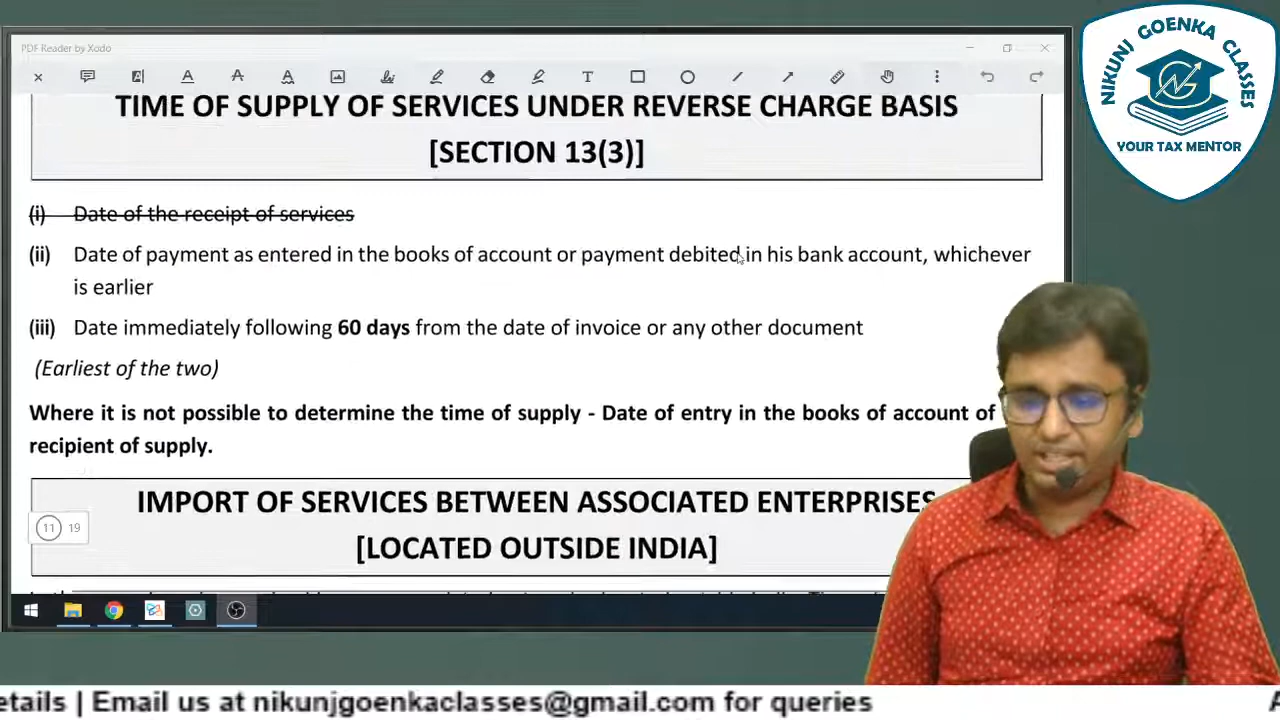 PDF Reader by Xodo
NIKUNJ GOENKA CLASSES
YOUR TAX MENTOR
TIME OF SUPPLY OF SERVICES UNDER REVERSE CHARGE BASIS
[SECTION 13(3)]
(i) Date of the receipt of services
(ii) Date of payment as entered in the books of account or payment debited in his bank account, whichever
is earlier
(iii) Date immediately following 60 days from the date of invoice or any other document
(Earliest of the two)
Where it is not possible to determine the time of supply - Date of entry in the books of account of
recipient of supply.
IMPORT OF SERVICES BETWEEN ASSOCIATED ENTERPRISES
[LOCATED OUTSIDE INDIA]
11 19
etails | Email us at nikunjgoenkaclasses@gmail.com for queries